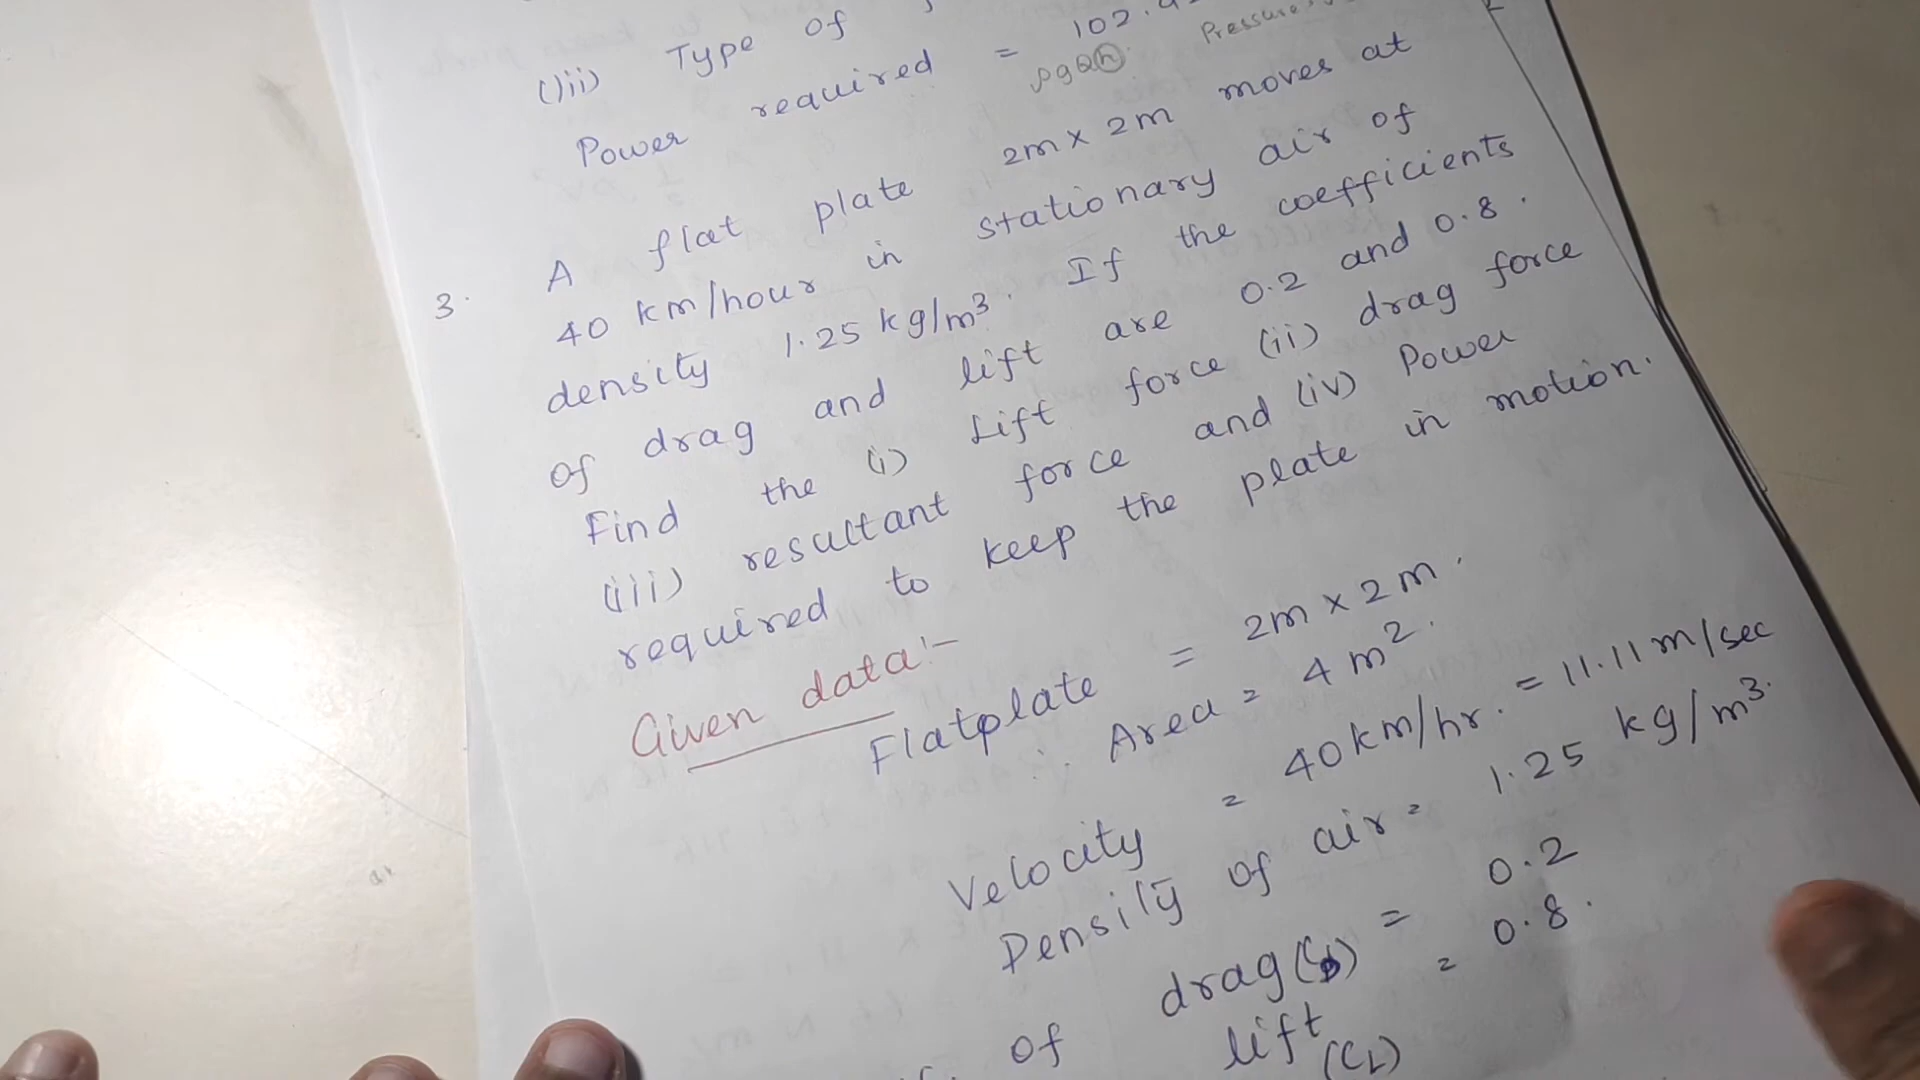 (iii) Type of
Power required = 102.
ρgQh Pressure
3. A flat plate 2m x 2m moves at
40 km/hour in stationary air of
density 1.25 kg/m³. If the coefficients
of drag and lift are 0.2 and 0.8.
Find the (i) Lift force (ii) drag force
(iii) resultant force and (iv) Power
required to keep the plate in motion.
Given data:-
Flatplate = 2m x 2m.
∴ Area = 4 m².
Velocity = 40km/hr. = 11.11 m/sec
Density of air = 1.25 kg/m³.
of drag (CD) = 0.2
lift (CL) = 0.8.